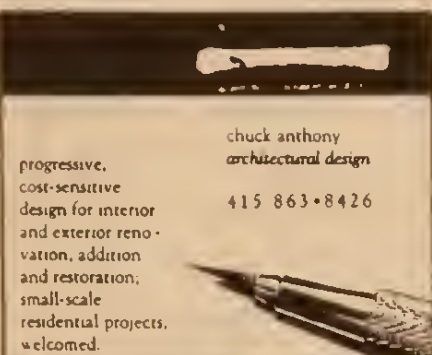 chuck anthony
architectural design
415 863•8426
progressive,
cost-sensitive
design for interior
and exterior reno-
vation, addition
and restoration;
small-scale
residential projects,
welcomed.